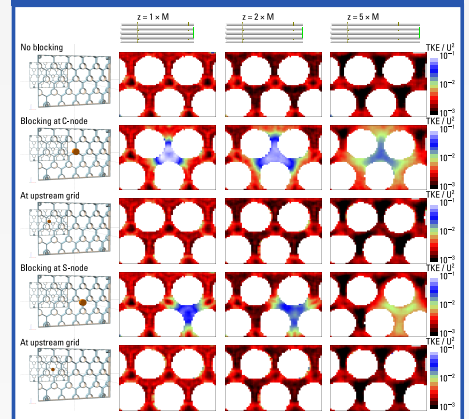 z = 1 × M
z = 2 × M
z = 5 × M
No blocking
TKE / U²
10⁻¹
10⁻²
10⁻³
Blocking at C-node
TKE / U²
10⁻¹
10⁻²
10⁻³
At upstream grid
TKE / U²
10⁻¹
10⁻²
10⁻³
Blocking at S-node
TKE / U²
10⁻¹
10⁻²
10⁻³
At upstream grid
TKE / U²
10⁻¹
10⁻²
10⁻³